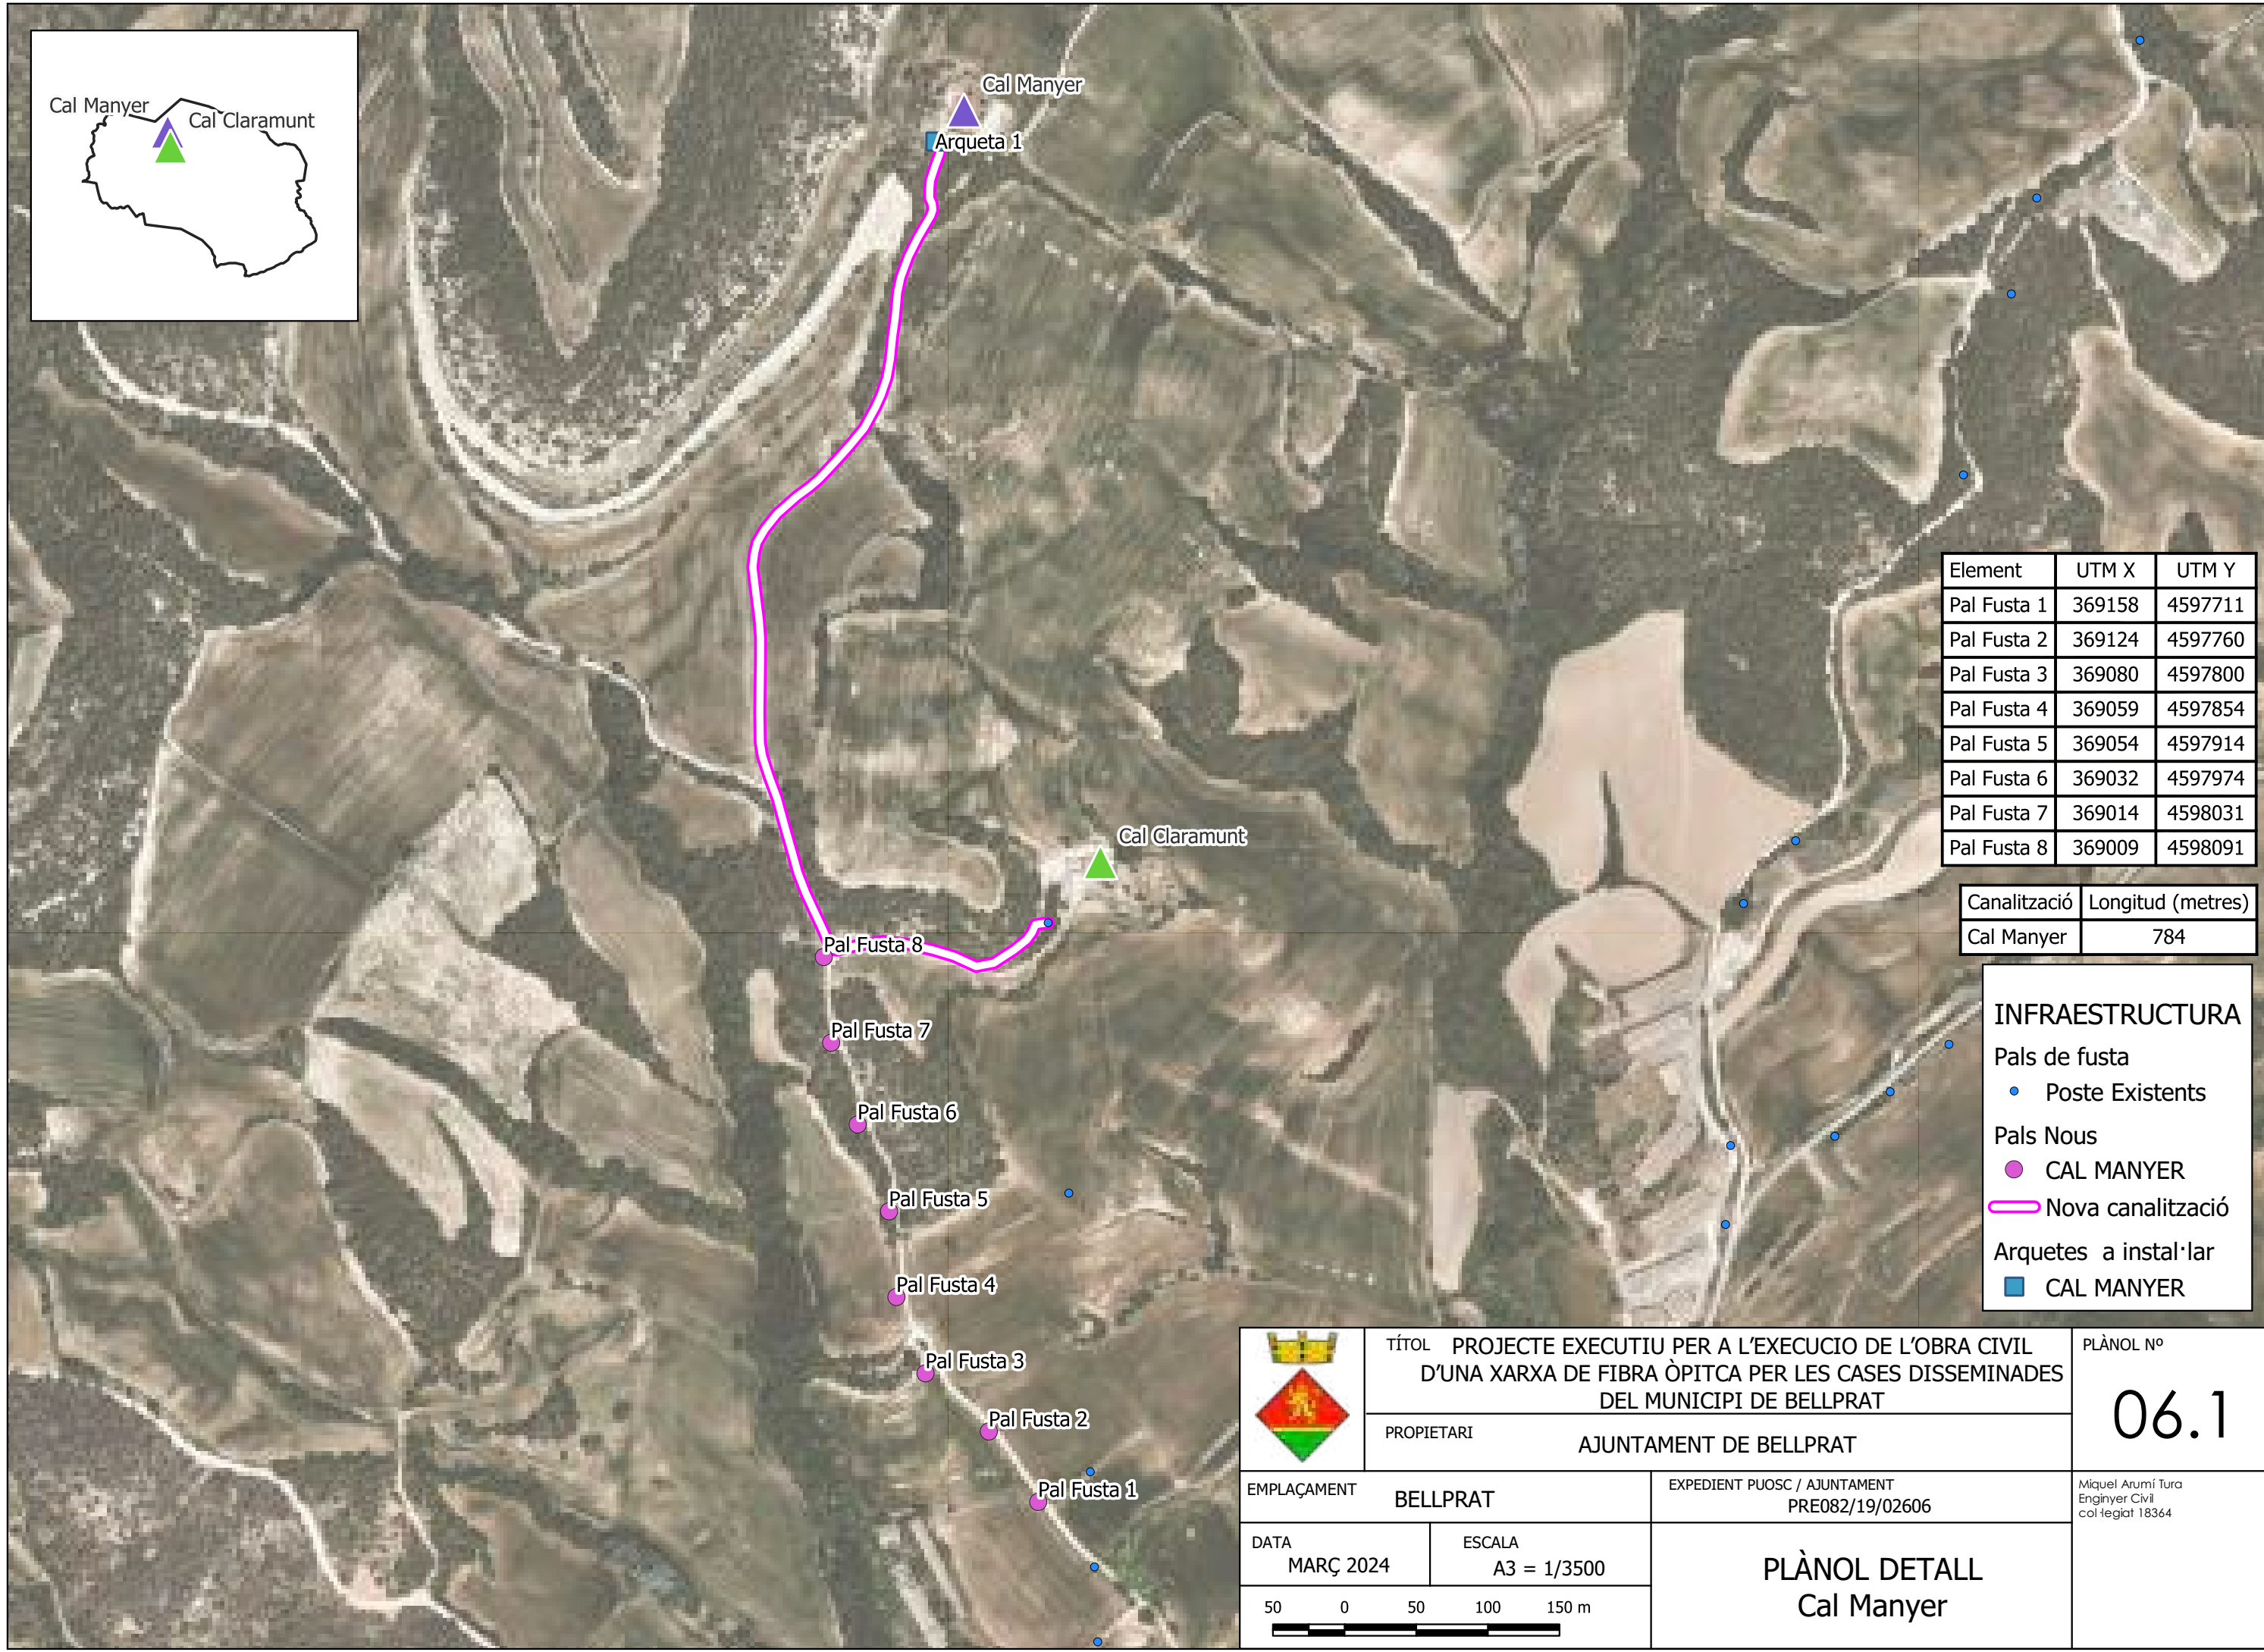 Cal Manyer
Cal Claramunt
Cal Manyer
Arqueta 1
Cal Claramunt
Pal Fusta 8
Pal Fusta 7
Pal Fusta 6
Pal Fusta 5
Pal Fusta 4
Pal Fusta 3
Pal Fusta 2
Pal Fusta 1
Element UTM X UTM Y
Pal Fusta 1 369158 4597711
Pal Fusta 2 369124 4597760
Pal Fusta 3 369080 4597800
Pal Fusta 4 369059 4597854
Pal Fusta 5 369054 4597914
Pal Fusta 6 369032 4597974
Pal Fusta 7 369014 4598031
Pal Fusta 8 369009 4598091
Canalització Longitud (metres)
Cal Manyer 784
INFRAESTRUCTURA
Pals de fusta
Poste Existents
Pals Nous
CAL MANYER
Nova canalització
Arquetes a instal·lar
CAL MANYER
TÍTOL PROJECTE EXECUTIU PER A L'EXECUCIO DE L'OBRA CIVIL
D'UNA XARXA DE FIBRA ÒPITCA PER LES CASES DISSEMINADES
DEL MUNICIPI DE BELLPRAT
PROPIETARI
AJUNTAMENT DE BELLPRAT
PLÀNOL Nº
06.1
EMPLAÇAMENT
BELLPRAT
EXPEDIENT PUOSC / AJUNTAMENT
PRE082/19/02606
Miquel Arumí Tura
Enginyer Civil
col·legiat 18364
DATA
MARÇ 2024
ESCALA
A3 = 1/3500
PLÀNOL DETALL
Cal Manyer
50 0 50 100 150 m